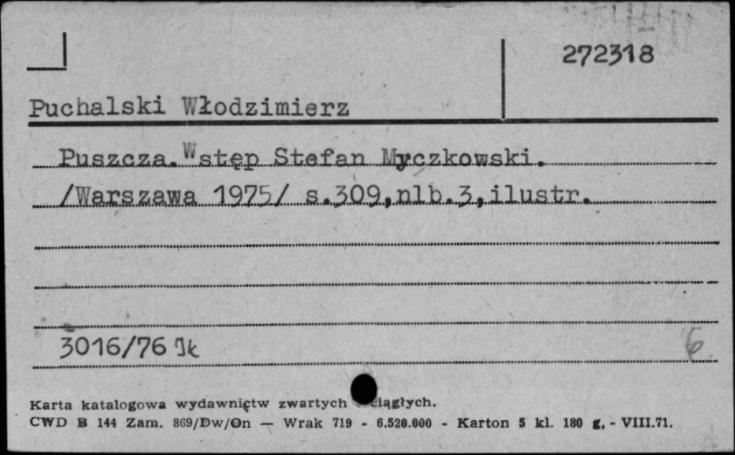 272318
Puchalski Włodzimierz
Puszcza. Wstęp Stefan Myczkowski.
/Warszawa 1975/ s.309,nlb.3,ilustr.
3016/76 Jk
6
Karta katalogowa wydawnictw zwartych ciągłych.
CWD B 144 Zam. 869/Dw/On — Wrak 719 - 6.520.000 - Karton 5 kl. 180 g, - VIII.71.